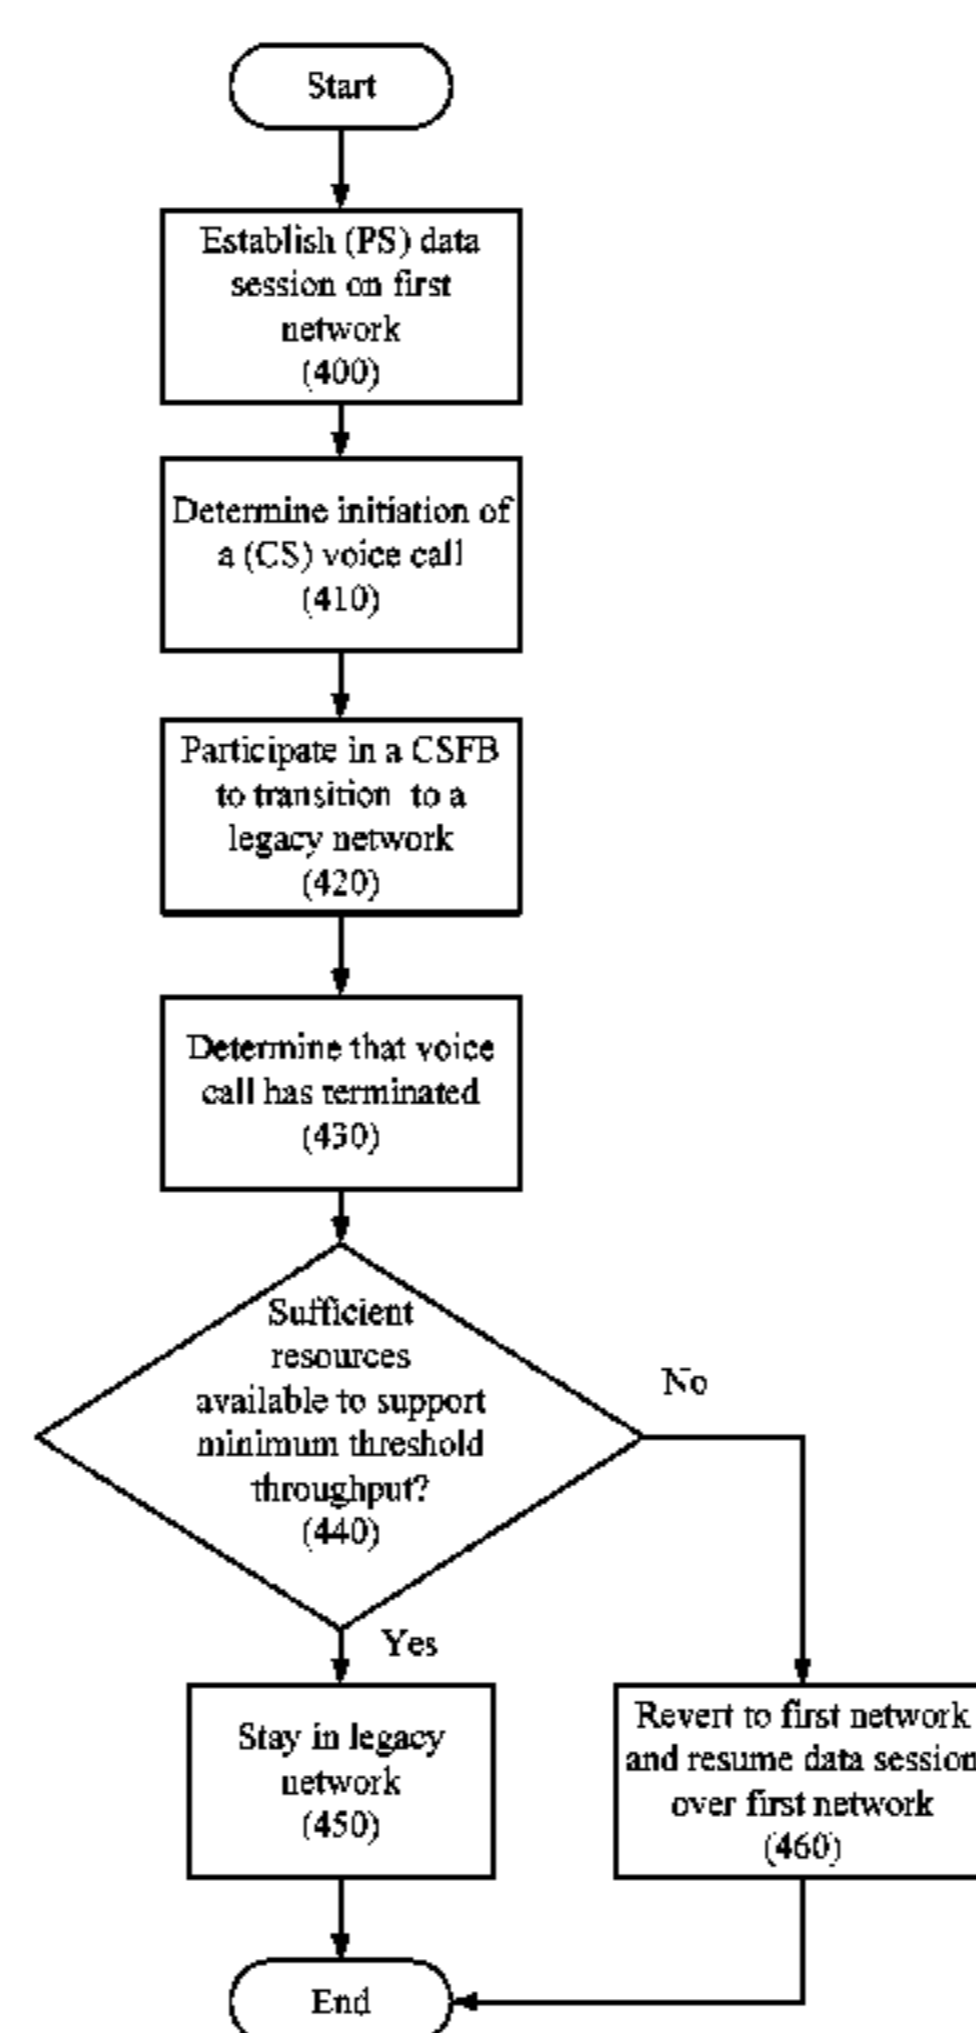 Start
Establish (PS) data
session on first
network
(400)
Determine initiation of
a (CS) voice call
(410)
Participate in a CSFB
to transition to a
legacy network
(420)
Determine that voice
call has terminated
(430)
Sufficient
resources
available to support
minimum threshold
throughput?
(440)
No
Yes
Stay in legacy
network
(450)
Revert to first network
and resume data session
over first network
(460)
End